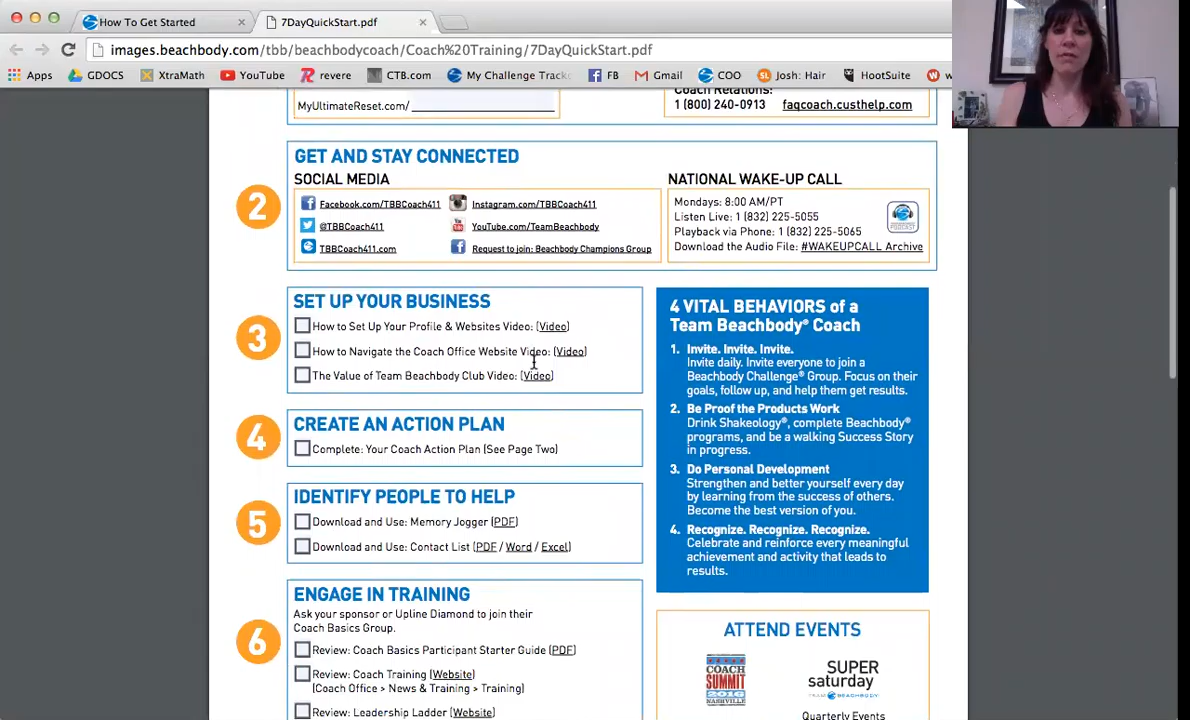 How To Get Started
7DayQuickStart.pdf
images.beachbody.com/tbb/beachbodycoach/Coach%20Training/7DayQuickStart.pdf
Apps GDOCS XtraMath YouTube revere CTB.com My Challenge Track FB Gmail COO Josh: Hair HootSuite w
MyUltimateReset.com/
Coach Relations:
1 (800) 240-0913 faqcoach.custhelp.com
2
GET AND STAY CONNECTED
SOCIAL MEDIA
Facebook.com/TBBCoach411 Instagram.com/TBBCoach411
@TBBCoach411 YouTube.com/TeamBeachbody
TBBCoach411.com Request to join: Beachbody Champions Group
NATIONAL WAKE-UP CALL
Mondays: 8:00 AM/PT
Listen Live: 1 (832) 225-5055
Playback via Phone: 1 (832) 225-5065
Download the Audio File: #WAKEUPCALL Archive
3
SET UP YOUR BUSINESS
How to Set Up Your Profile & Websites Video: (Video)
How to Navigate the Coach Office Website Video: (Video)
The Value of Team Beachbody Club Video: (Video)
4
CREATE AN ACTION PLAN
Complete: Your Coach Action Plan (See Page Two)
5
IDENTIFY PEOPLE TO HELP
Download and Use: Memory Jogger (PDF)
Download and Use: Contact List (PDF / Word / Excel)
6
ENGAGE IN TRAINING
Ask your sponsor or Upline Diamond to join their
Coach Basics Group.
Review: Coach Basics Participant Starter Guide (PDF)
Review: Coach Training (Website)
[Coach Office > News & Training > Training]
Review: Leadership Ladder (Website)
4 VITAL BEHAVIORS of a
Team Beachbody® Coach
1. Invite. Invite. Invite.
Invite daily. Invite everyone to join a
Beachbody Challenge® Group. Focus on their
goals, follow up, and help them get results.
2. Be Proof the Products Work
Drink Shakeology®, complete Beachbody®
programs, and be a walking Success Story
in progress.
3. Do Personal Development
Strengthen and better yourself every day
by learning from the success of others.
Become the best version of you.
4. Recognize. Recognize. Recognize.
Celebrate and reinforce every meaningful
achievement and activity that leads to
results.
ATTEND EVENTS
COACH
SUMMIT
2016
NASHVILLE
SUPER
saturday
TEAM BEACHBODY
Quarterly Events